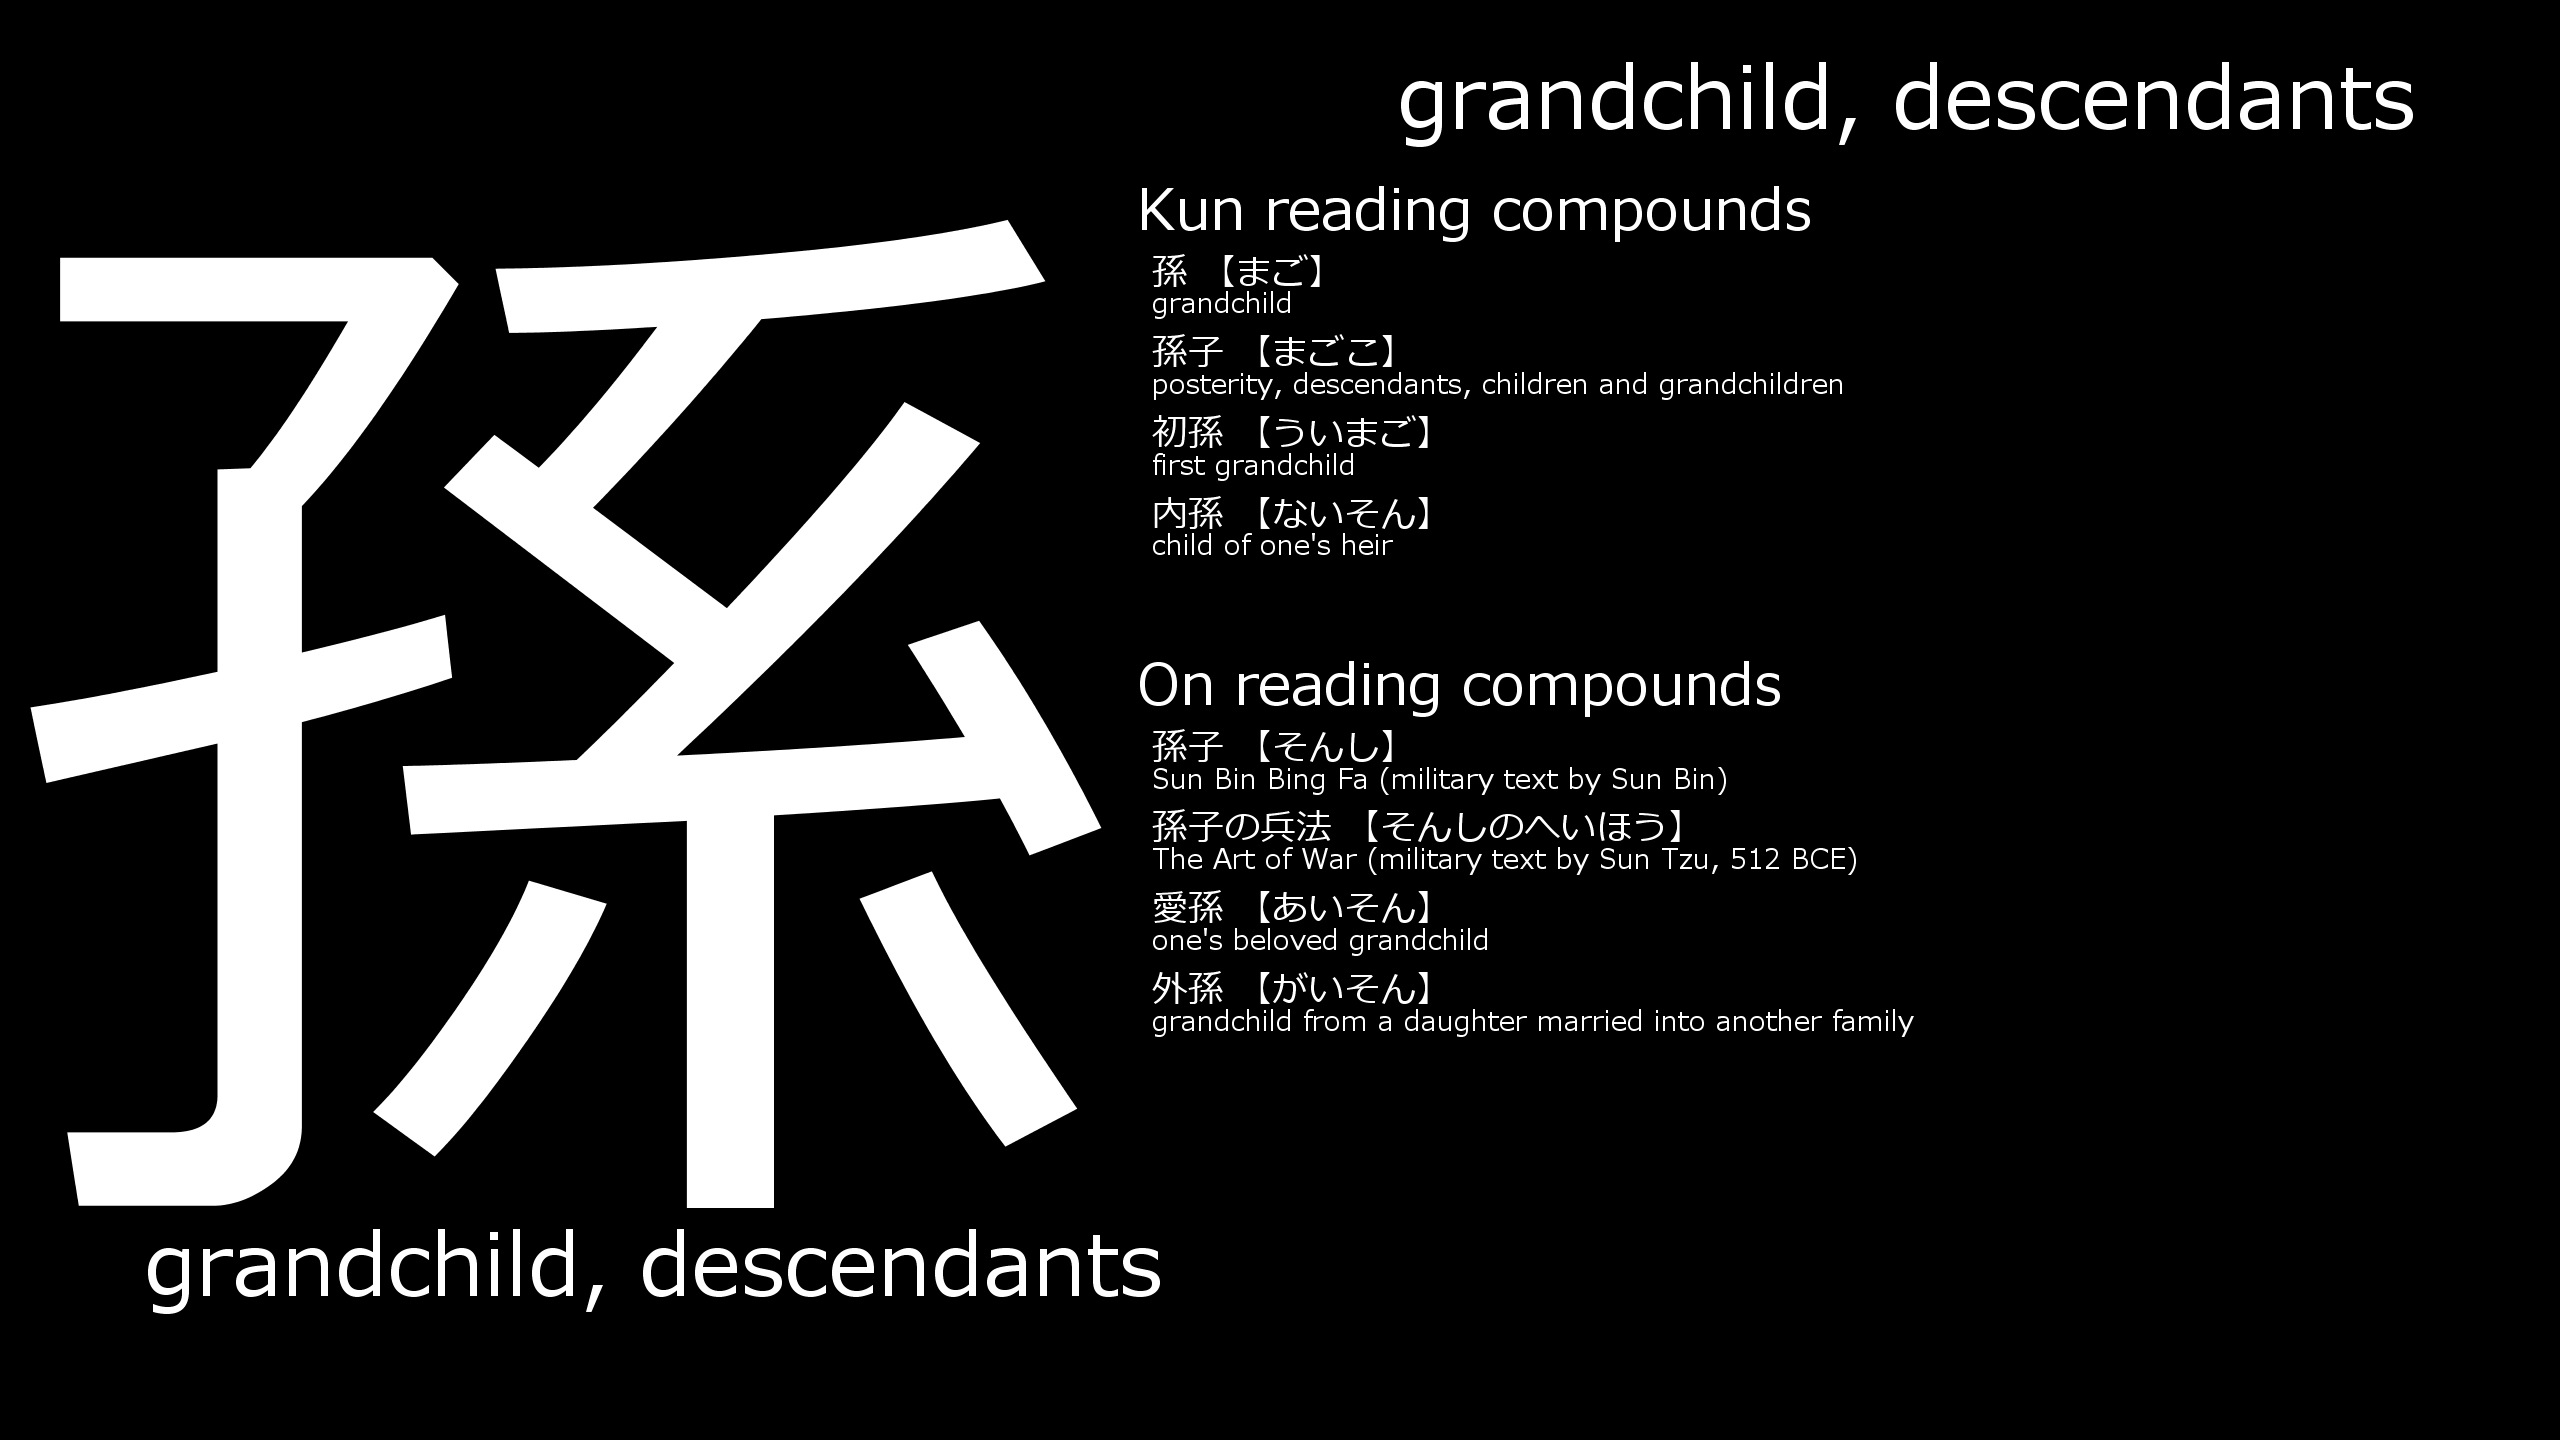 孫
grandchild, descendants
grandchild, descendants
Kun reading compounds
孫 【まご】
grandchild
孫子 【まごこ】
posterity, descendants, children and grandchildren
初孫 【ういまご】
first grandchild
内孫 【ないそん】
child of one's heir
On reading compounds
孫子 【そんし】
Sun Bin Bing Fa (military text by Sun Bin)
孫子の兵法 【そんしのへいほう】
The Art of War (military text by Sun Tzu, 512 BCE)
愛孫 【あいそん】
one's beloved grandchild
外孫 【がいそん】
grandchild from a daughter married into another family